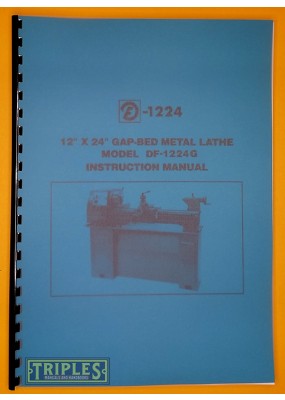 -1224
12" X 24" GAP-BED METAL LATHE
MODEL DF-1224G
INSTRUCTION MANUAL
TRIPLES